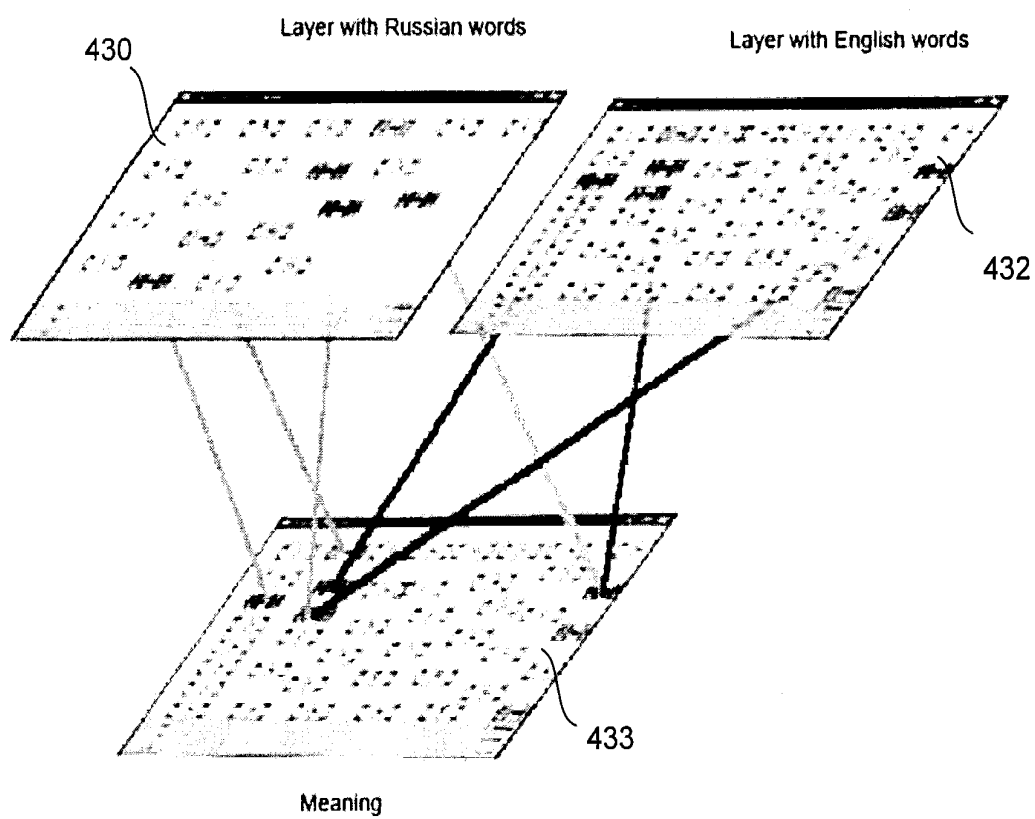 Layer with Russian words
Layer with English words
430
432
433
Meaning